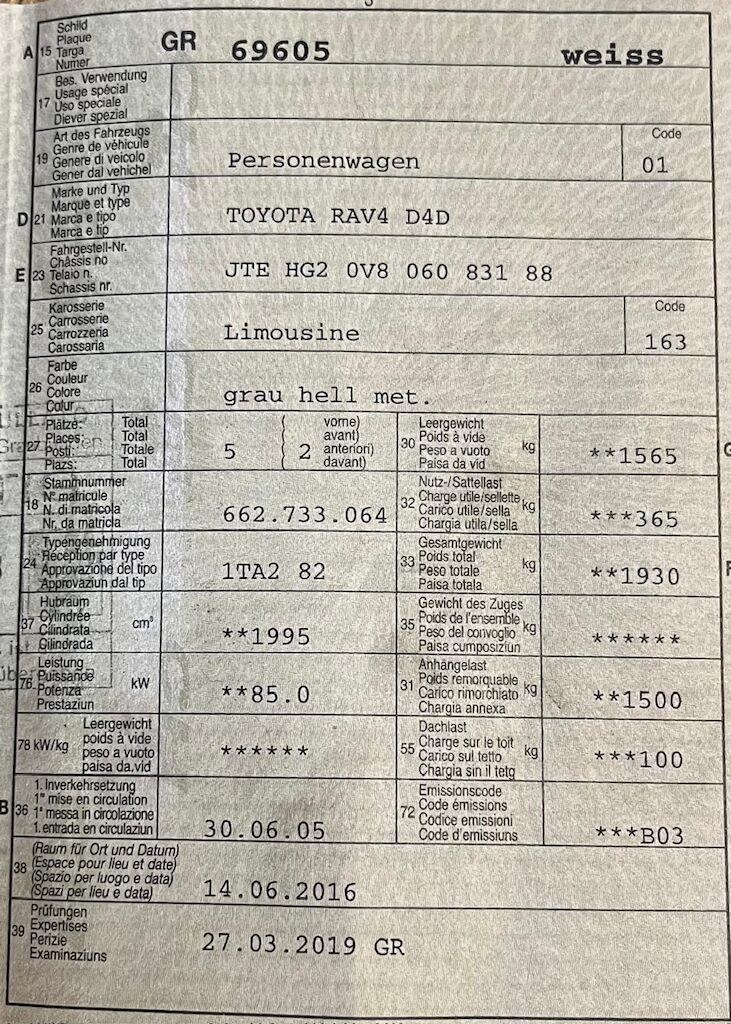 A 15 Schild
Plaque
Targa
Numer
GR 69605 weiss
17 Bes. Verwendung
Usage spécial
Uso speciale
Diever spezial
19 Art des Fahrzeugs
Genre de véhicule
Genere di veicolo
Gener dal vehichel
Personenwagen
Code
01
D 21 Marke und Typ
Marque et type
Marca e tipo
Marca e tip
TOYOTA RAV4 D4D
E 23 Fahrgestell-Nr.
Châssis no
Telaio n.
Schassis nr.
JTE HG2 0V8 060 831 88
25 Karosserie
Carrosserie
Carrozzeria
Carossaria
Limousine
Code
163
26 Farbe
Couleur
Colore
Colur
grau hell met.
27 Plätze: Total
Places: Total
Posti: Totale
Plazs: Total
5
2
vorne)
avant)
anteriori)
davant)
30 Leergewicht
Poids à vide
Peso a vuoto
Paisa da vid
kg
**1565
18 Stammnummer
N° matricule
N. di matricola
Nr. da matricla
662.733.064
32 Nutz-/Sattellast
Charge utile/sellette
Carico utile/sella
Chargia utila/sella
kg
***365
24 Typengenehmigung
Réception par type
Approvazione del tipo
Approvaziun dal tip
1TA2 82
33 Gesamtgewicht
Poids total
Peso totale
Paisa totala
kg
**1930
37 Hubraum
Cylindrée
Cilindrata
Cilindrada
cm³
**1995
35 Gewicht des Zuges
Poids de l'ensemble
Peso del convoglio
Paisa cumposiziun
kg
******
76 Leistung
Puissance
Potenza
Prestaziun
kW
**85.0
31 Anhängelast
Poids remorquable
Carico rimorchiato
Chargia annexa
kg
**1500
78 kW/kg
Leergewicht
poids à vide
peso a vuoto
paisa da.vid
******
55 Dachlast
Charge sur le toit
Carico sul tetto
Chargia sin il tetg
kg
***100
B 36 1. Inverkehrsetzung
1re mise en circulation
1a messa in circolazione
1. entrada en circulaziun
30.06.05
72 Emissionscode
Code émissions
Codice emissioni
Code d'emissiuns
***B03
38 (Raum für Ort und Datum)
(Espace pour lieu et date)
(Spazio per luogo e data)
(Spazi per lieu e data)
14.06.2016
39 Prüfungen
Expertises
Perizie
Examinaziuns
27.03.2019 GR